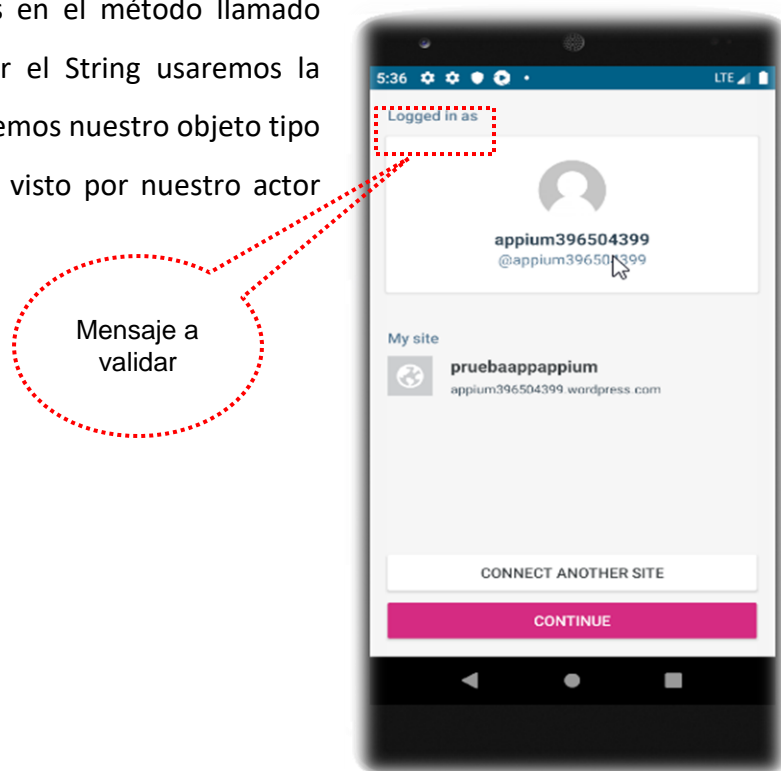 s en el método llamado
r el String usaremos la
emos nuestro objeto tipo
visto por nuestro actor
5:36
LTE
Logged in as
appium396504399
@appium396504399
Mensaje a
validar
My site
pruebaappappium
appium396504399.wordpress.com
CONNECT ANOTHER SITE
CONTINUE